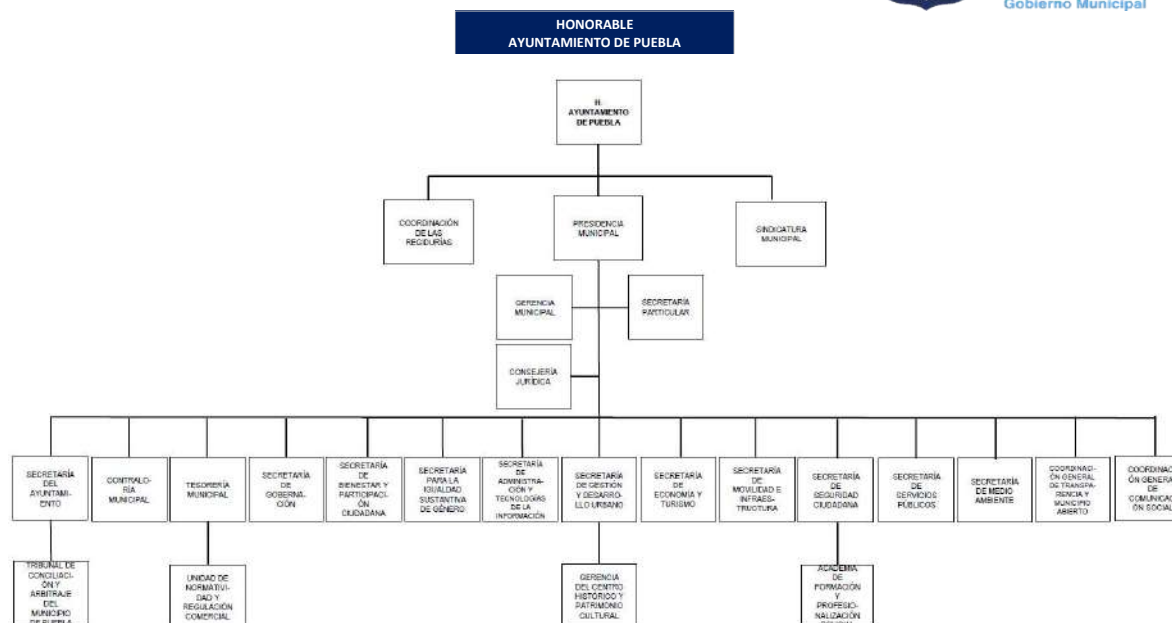 Gobierno Municipal
HONORABLE
AYUNTAMIENTO DE PUEBLA
H.
AYUNTAMIENTO
DE PUEBLA
COORDINACIÓN
DE LAS
REGIDURÍAS
PRESIDENCIA
MUNICIPAL
SINDICATURA
MUNICIPAL
GERENCIA
MUNICIPAL
SECRETARÍA
PARTICULAR
CONSEJERÍA
JURÍDICA
SECRETARÍA
DEL
AYUNTAMI-
ENTO
CONTRALO-
RÍA
MUNICIPAL
TESORERÍA
MUNICIPAL
SECRETARÍA
DE
GOBERNA-
CIÓN
SECRETARÍA
DE
BIENESTAR Y
PARTICIPACI-
ÓN
CIUDADANA
SECRETARÍA
PARA LA
IGUALDAD
SUSTANTIVA
DE GÉNERO
SECRETARÍA
DE
ADMINISTRA-
CIÓN Y
TECNOLOGÍAS
DE LA
INFORMACIÓN
SECRETARÍA
DE GESTIÓN
Y DESARRO-
LLO URBANO
SECRETARÍA
DE
ECONOMÍA Y
TURISMO
SECRETARÍA
DE
MOVILIDAD E
INFRAES-
TRUCTURA
SECRETARÍA
DE
SEGURIDAD
CIUDADANA
SECRETARÍA
DE
SERVICIOS
PÚBLICOS
SECRETARÍA
DE MEDIO
AMBIENTE
COORDINACI-
ÓN GENERAL
DE TRANSPA-
RENCIA Y
MUNICIPIO
ABIERTO
COORDINAC
ÓN GENERAL
DE
COMUNICAC
ÓN SOCIAL
TRIBUNAL DE
CONCILIACI-
ÓN Y
ARBITRAJE
DEL
MUNICIPIO
DE PUEBLA
UNIDAD DE
NORMATIVI-
DAD Y
REGULACIÓN
COMERCIAL
GERENCIA
DEL CENTRO
HISTÓRICO Y
PATRIMONIO
CULTURAL
ACADEMIA
DE
FORMACIÓN
Y
PROFESIO-
NALIZACIÓN